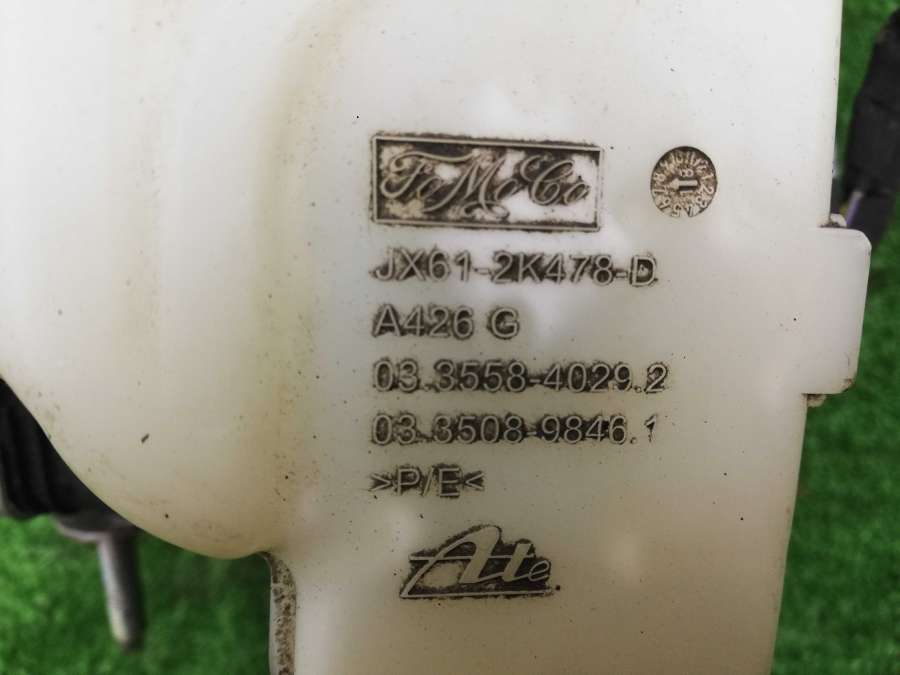 FoMoCo
JX61-2K478-D
A426 G
03.3558-4029.2
03.3508-9846.1
>P/E<
Ate